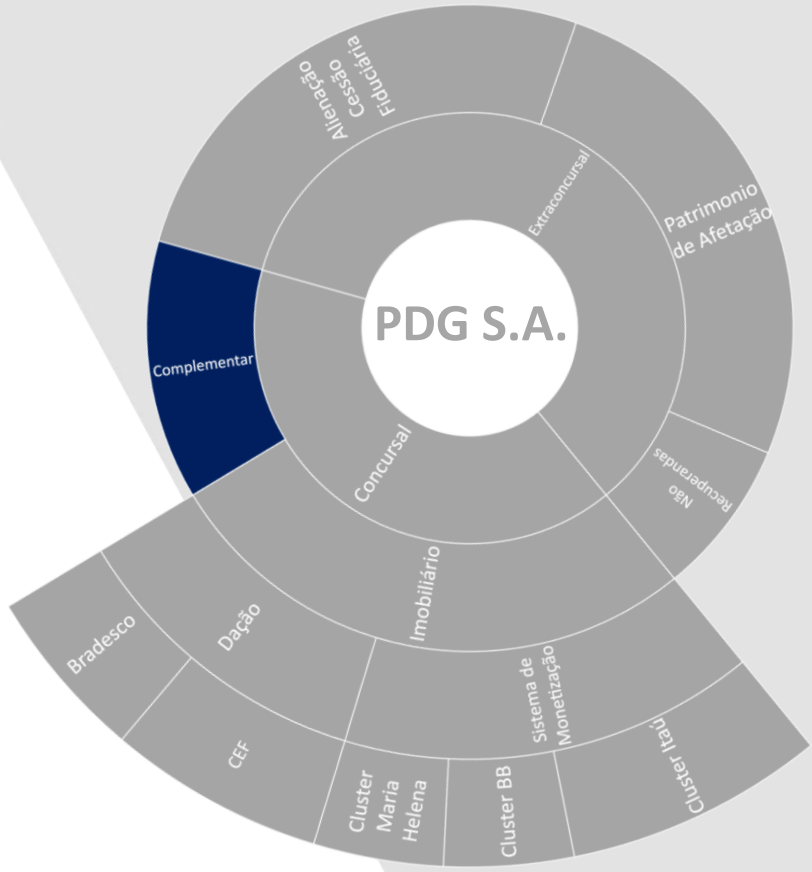 Alienação
Cessão
Fiduciária
Extraconcursal
Patrimonio
de Afetação
PDG S.A.
Complementar
Concursal
Não
Recuperandas
Imobiliário
Dação
Bradesco
CEF
Sistema de
Monetização
Cluster
Maria
Helena
Cluster BB
Cluster Itaú